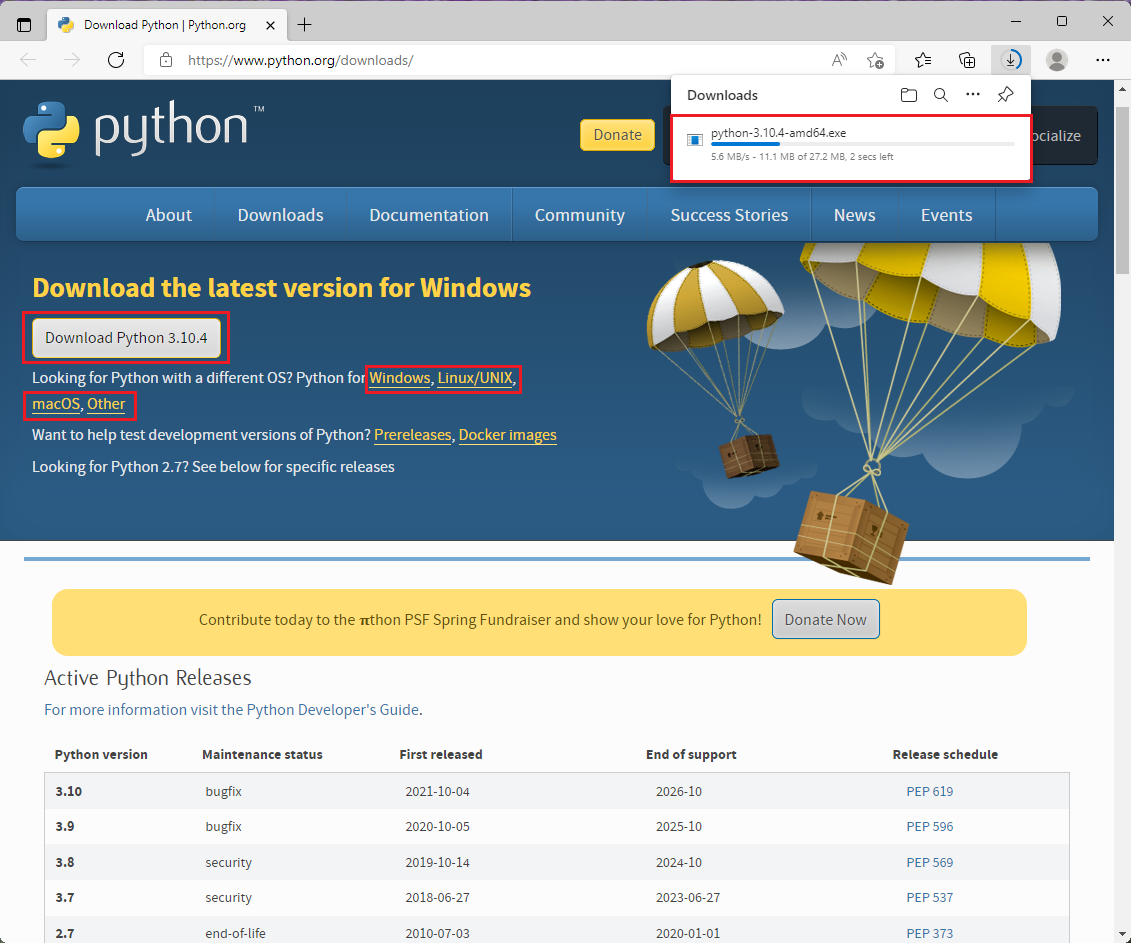 Download Python | Python.org
https://www.python.org/downloads/
Downloads
python-3.10.4-amd64.exe
5.6 MB/s - 11.1 MB of 27.2 MB, 2 secs left
python™
Donate
ocialize
About Downloads Documentation Community Success Stories News Events
Download the latest version for Windows
Download Python 3.10.4
Looking for Python with a different OS? Python for Windows, Linux/UNIX,
macOS, Other
Want to help test development versions of Python? Prereleases, Docker images
Looking for Python 2.7? See below for specific releases
Contribute today to the πthon PSF Spring Fundraiser and show your love for Python! Donate Now
Active Python Releases
For more information visit the Python Developer's Guide.
Python version Maintenance status First released End of support Release schedule
3.10 bugfix 2021-10-04 2026-10 PEP 619
3.9 bugfix 2020-10-05 2025-10 PEP 596
3.8 security 2019-10-14 2024-10 PEP 569
3.7 security 2018-06-27 2023-06-27 PEP 537
2.7 end-of-life 2010-07-03 2020-01-01 PEP 373